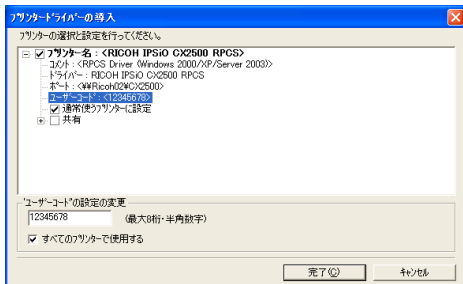 プリンタードライバーの導入
プリンターの選択と設定を行ってください。
プリンター名 : <RICOH IPSiO CX2500 RPCS>
コメント : <RPCS Driver (Windows 2000/XP/Server 2003)>
ドライバー : RICOH IPSiO CX2500 RPCS
ポート : <¥¥Ricoh02¥CX2500>
ユーザーコード : <12345678>
通常使うプリンターに設定
共有
'ユーザーコード'の設定の変更
12345678 (最大8桁・半角数字)
すべてのプリンターで使用する
完了(C) キャンセル